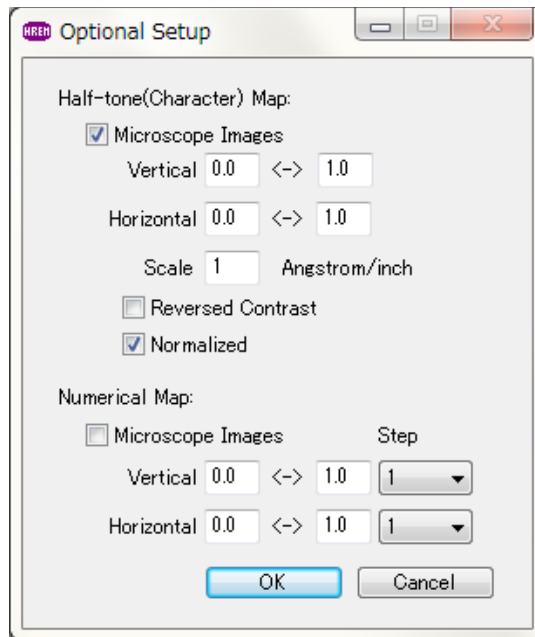 HREM Optional Setup
Half-tone(Character) Map:
Microscope Images
Vertical 0.0 <-> 1.0
Horizontal 0.0 <-> 1.0
Scale 1 Angstrom/inch
Reversed Contrast
Normalized
Numerical Map:
Microscope Images Step
Vertical 0.0 <-> 1.0 1
Horizontal 0.0 <-> 1.0 1
OK Cancel